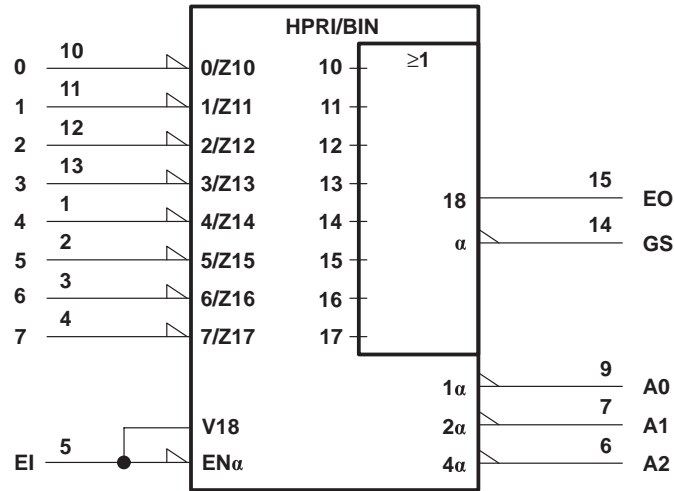 HPRI/BIN
0 10 0/Z10 10 ≥1
1 11 1/Z11 11
2 12 2/Z12 12
3 13 3/Z13 13
18 15 EO
4 1 4/Z14 14
α 14 GS
5 2 5/Z15 15
6 3 6/Z16 16
7 4 7/Z17 17
1α 9 A0
V18 2α 7 A1
EI 5 ENα 4α 6 A2